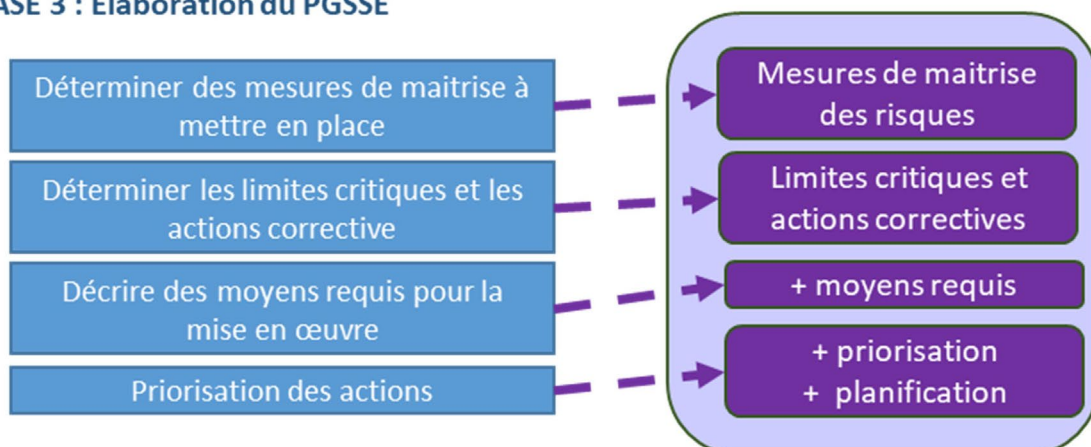 ASE 3 : Elaboration du PGSSE
Déterminer des mesures de maitrise à
mettre en place
Mesures de maitrise
des risques
Déterminer les limites critiques et les
actions corrective
Limites critiques et
actions correctives
Décrire des moyens requis pour la
mise en œuvre
+ moyens requis
Priorisation des actions
+ priorisation
+ planification